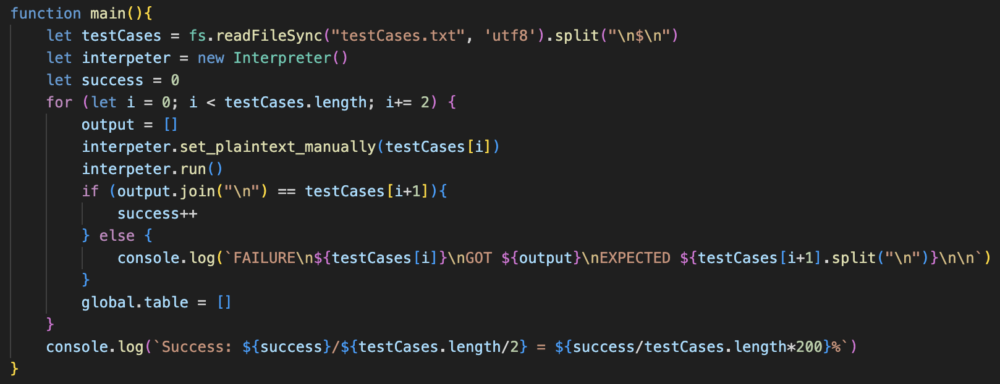 function main(){
    let testCases = fs.readFileSync("testCases.txt", 'utf8').split("\n$\n")
    let interpeter = new Interpreter()
    let success = 0
    for (let i = 0; i < testCases.length; i+= 2) {
        output = []
        interpeter.set_plaintext_manually(testCases[i])
        interpeter.run()
        if (output.join("\n") == testCases[i+1]){
            success++
        } else {
            console.log(`FAILURE\n${testCases[i]}\nGOT ${output}\nEXPECTED ${testCases[i+1].split("\n")}\n\n`)
        }
        global.table = []
    }
    console.log(`Success: ${success}/${testCases.length/2} = ${success/testCases.length*200}%`)
}